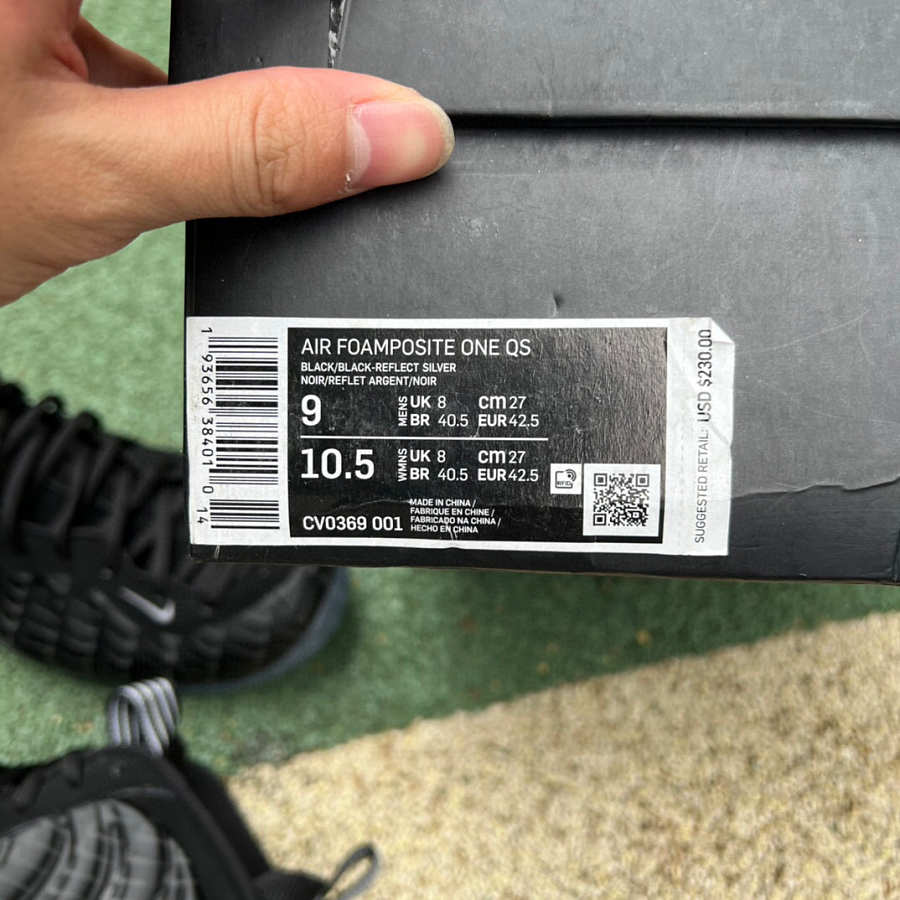 AIR FOAMPOSITE ONE QS
BLACK/BLACK-REFLECT SILVER
NOIR/REFLET ARGENT/NOIR
9 MENS UK 8 cm 27
BR 40.5 EUR 42.5
10.5 WMNS UK 8 cm 27
BR 40.5 EUR 42.5
CV0369 001
MADE IN CHINA /
FABRIQUE EN CHINE /
FABRICADO NA CHINA /
HECHO EN CHINA
1 93656 38401 0 14
SUGGESTED RETAIL: USD $230.00